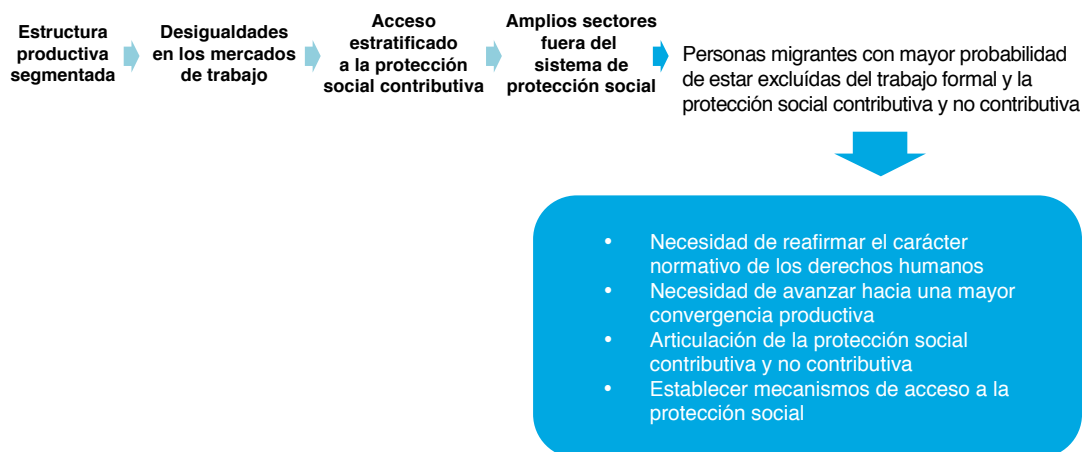 Estructura
productiva
segmentada
Desigualdades
en los mercados
de trabajo
Acceso
estratificado
a la protección
social contributiva
Amplios sectores
fuera del
sistema de
protección social
Personas migrantes con mayor probabilidad
de estar excluídas del trabajo formal y la
protección social contributiva y no contributiva
• Necesidad de reafirmar el carácter
normativo de los derechos humanos
• Necesidad de avanzar hacia una mayor
convergencia productiva
• Articulación de la protección social
contributiva y no contributiva
• Establecer mecanismos de acceso a la
protección social